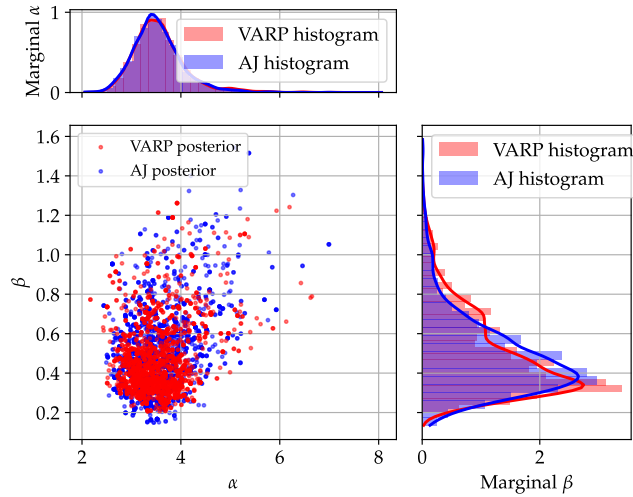 Marginal α
1
0
VARP histogram
AJ histogram
β
1.6
1.4
1.2
1.0
0.8
0.6
0.4
0.2
VARP posterior
AJ posterior
2
4
6
8
α
VARP histogram
AJ histogram
0
2
Marginal β